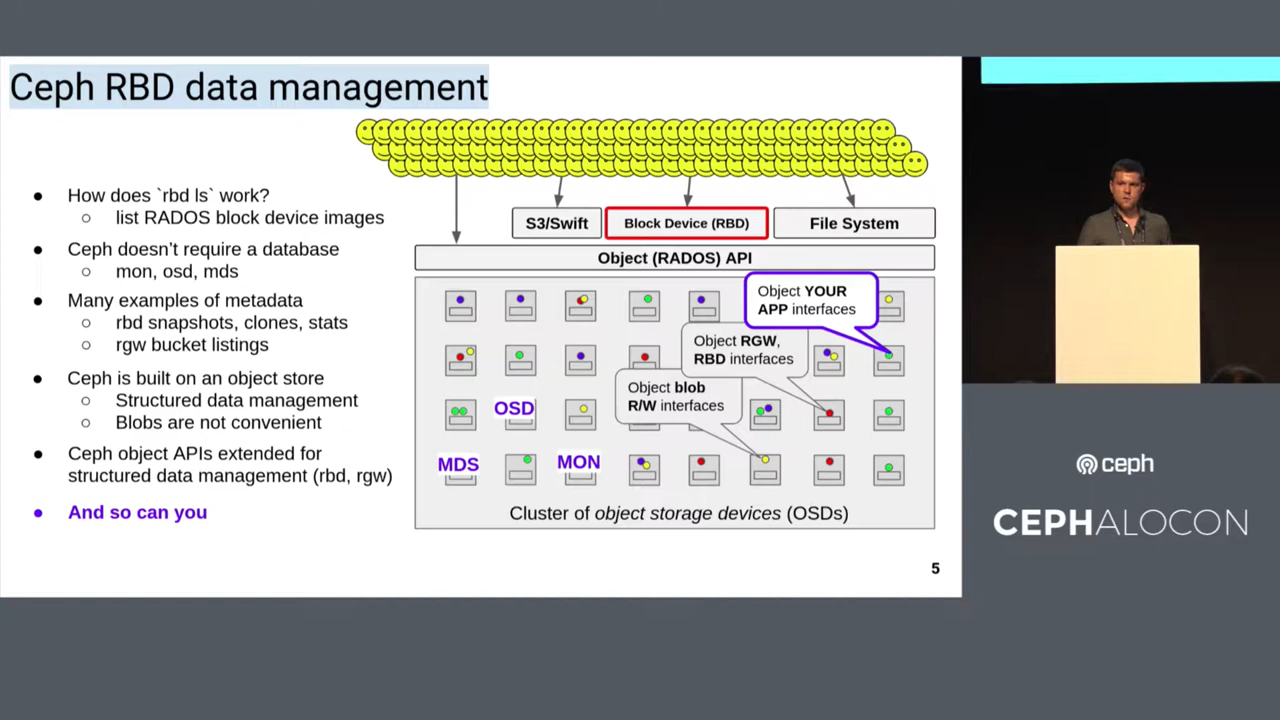 Ceph RBD data management
● How does `rbd ls` work?
○ list RADOS block device images
● Ceph doesn't require a database
○ mon, osd, mds
● Many examples of metadata
○ rbd snapshots, clones, stats
○ rgw bucket listings
● Ceph is built on an object store
○ Structured data management
○ Blobs are not convenient
● Ceph object APIs extended for
structured data management (rbd, rgw)
● And so can you
S3/Swift
Block Device (RBD)
File System
Object (RADOS) API
Object YOUR
APP interfaces
Object RGW,
RBD interfaces
Object blob
R/W interfaces
OSD
MDS
MON
Cluster of object storage devices (OSDs)
5
ceph
CEPHALOCON